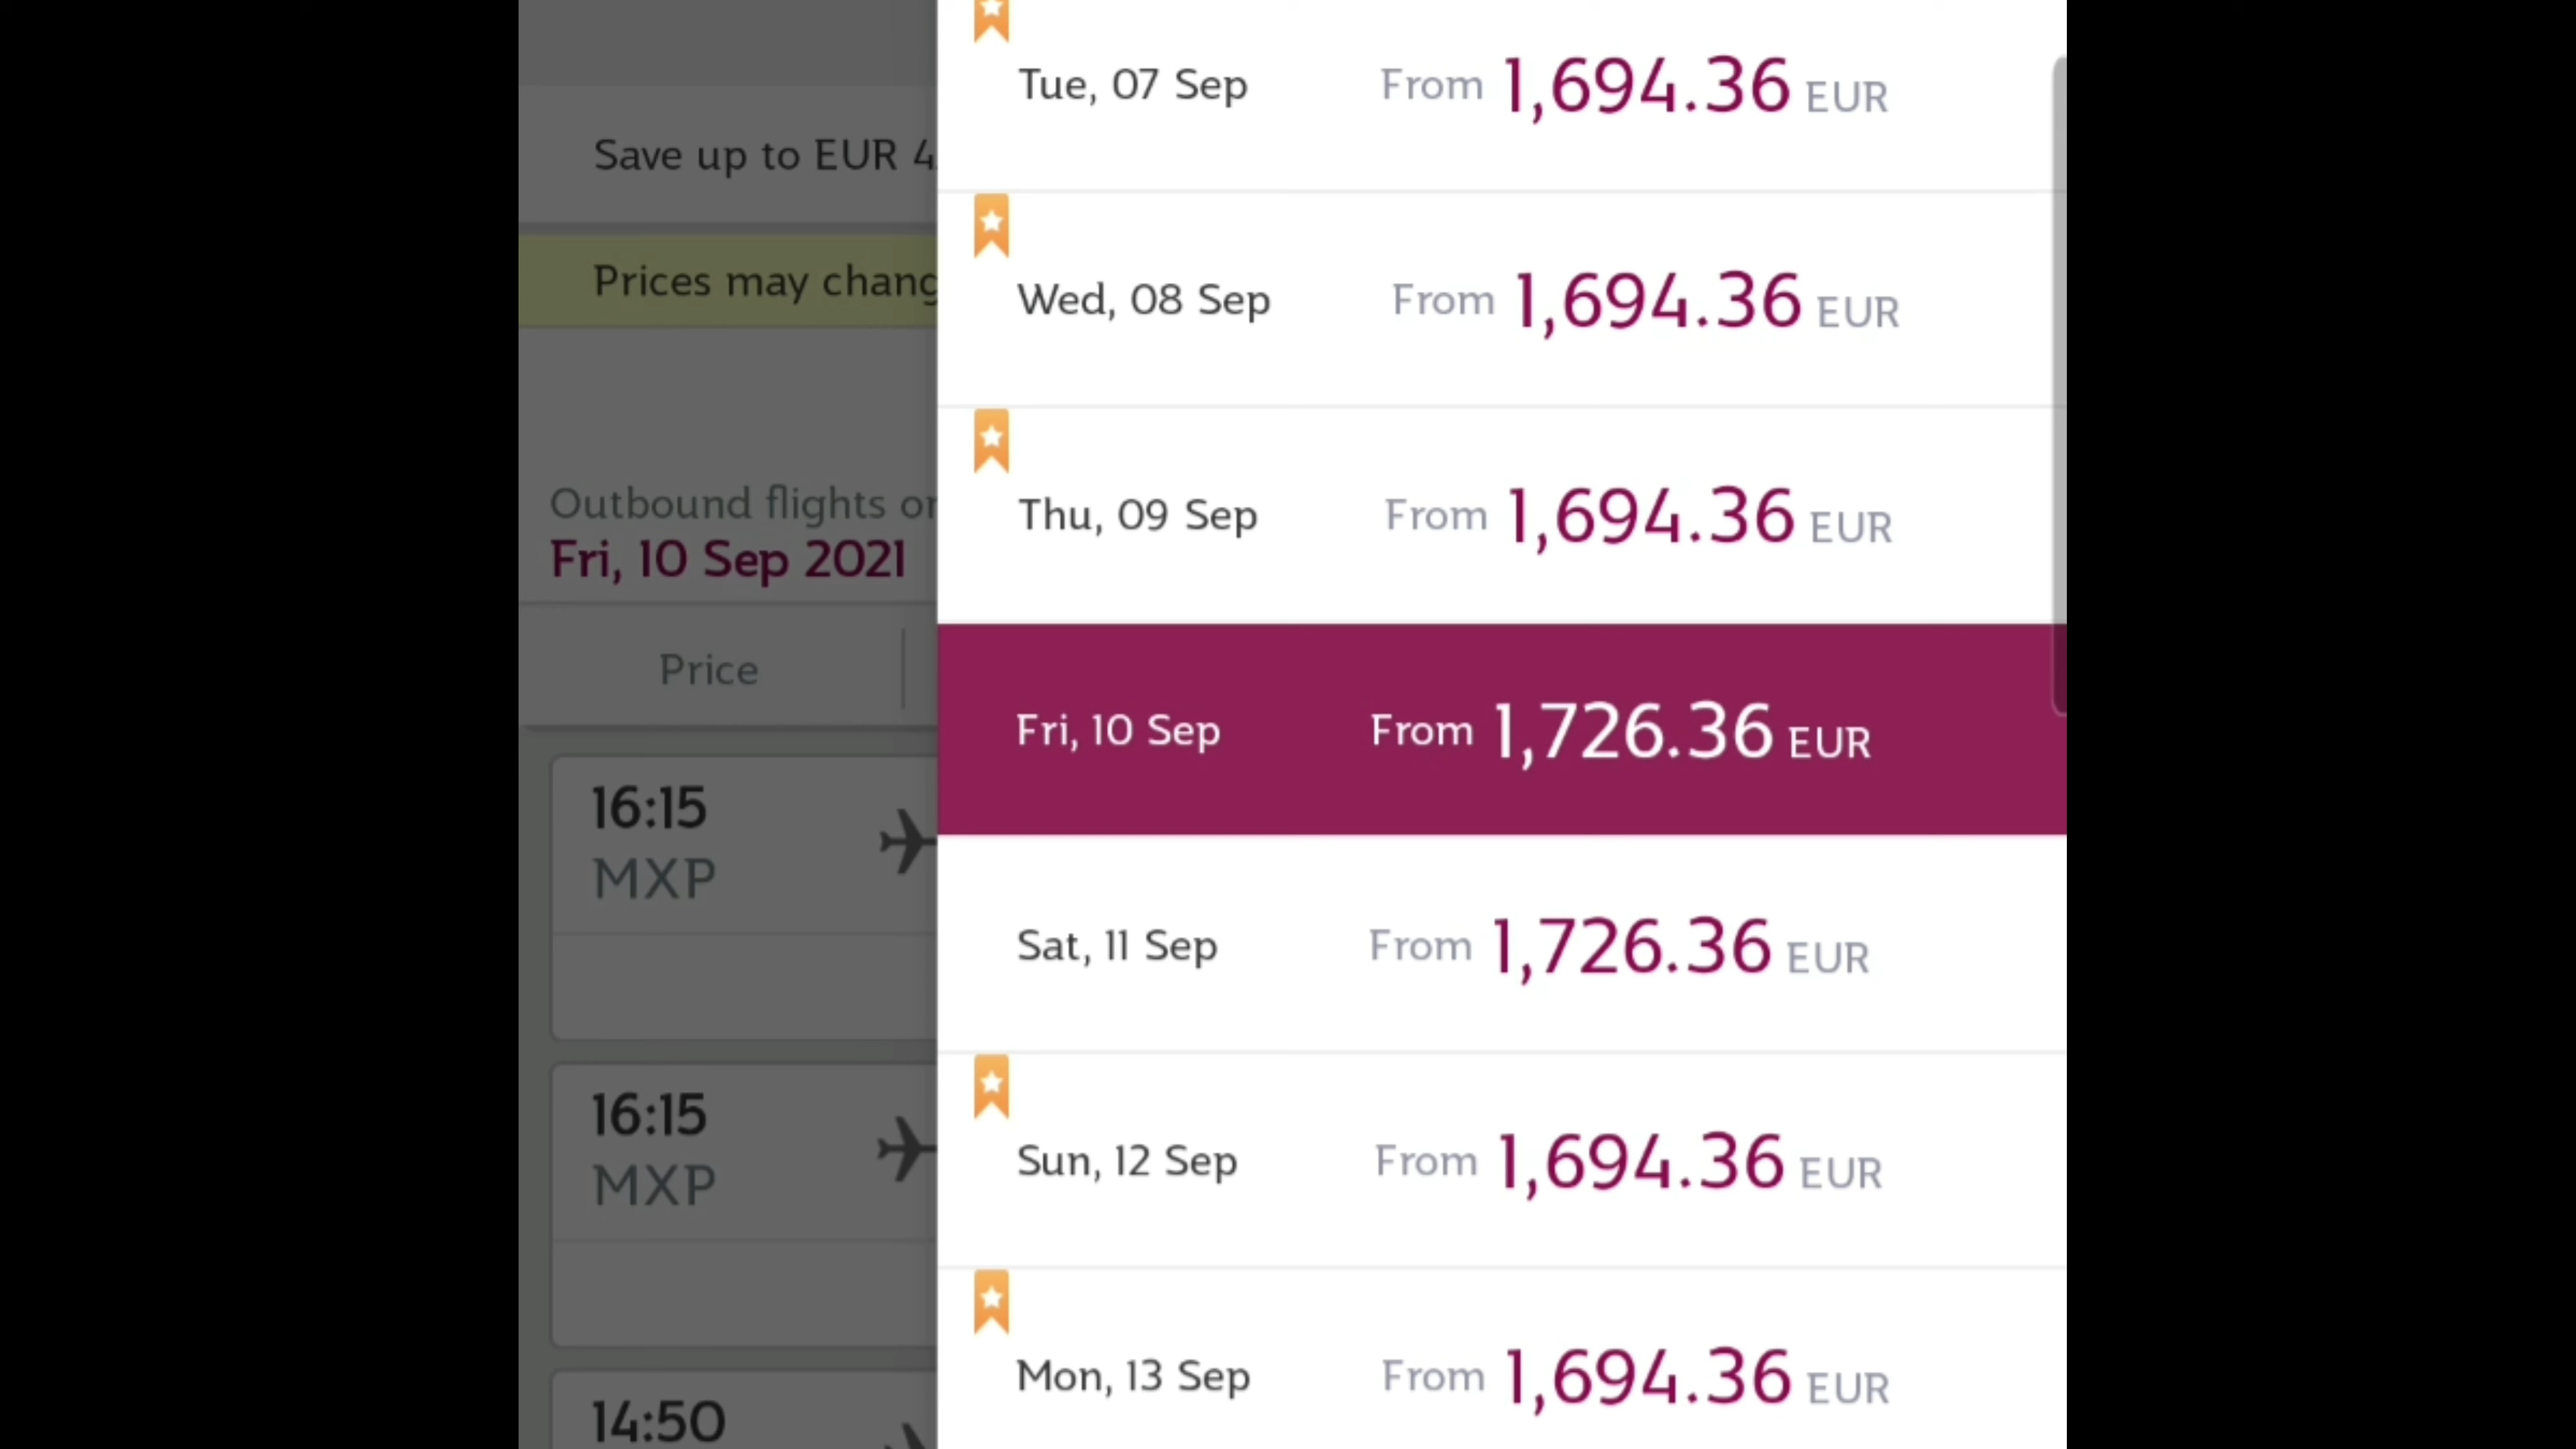 Save up to EUR 4
Prices may chang
Outbound flights
Fri, 10 Sep 2021
Price
16:15
MXP
16:15
MXP
14:50
Tue, 07 Sep From 1,694.36 EUR
Wed, 08 Sep From 1,694.36 EUR
Thu, 09 Sep From 1,694.36 EUR
Fri, 10 Sep From 1,726.36 EUR
Sat, 11 Sep From 1,726.36 EUR
Sun, 12 Sep From 1,694.36 EUR
Mon, 13 Sep From 1,694.36 EUR